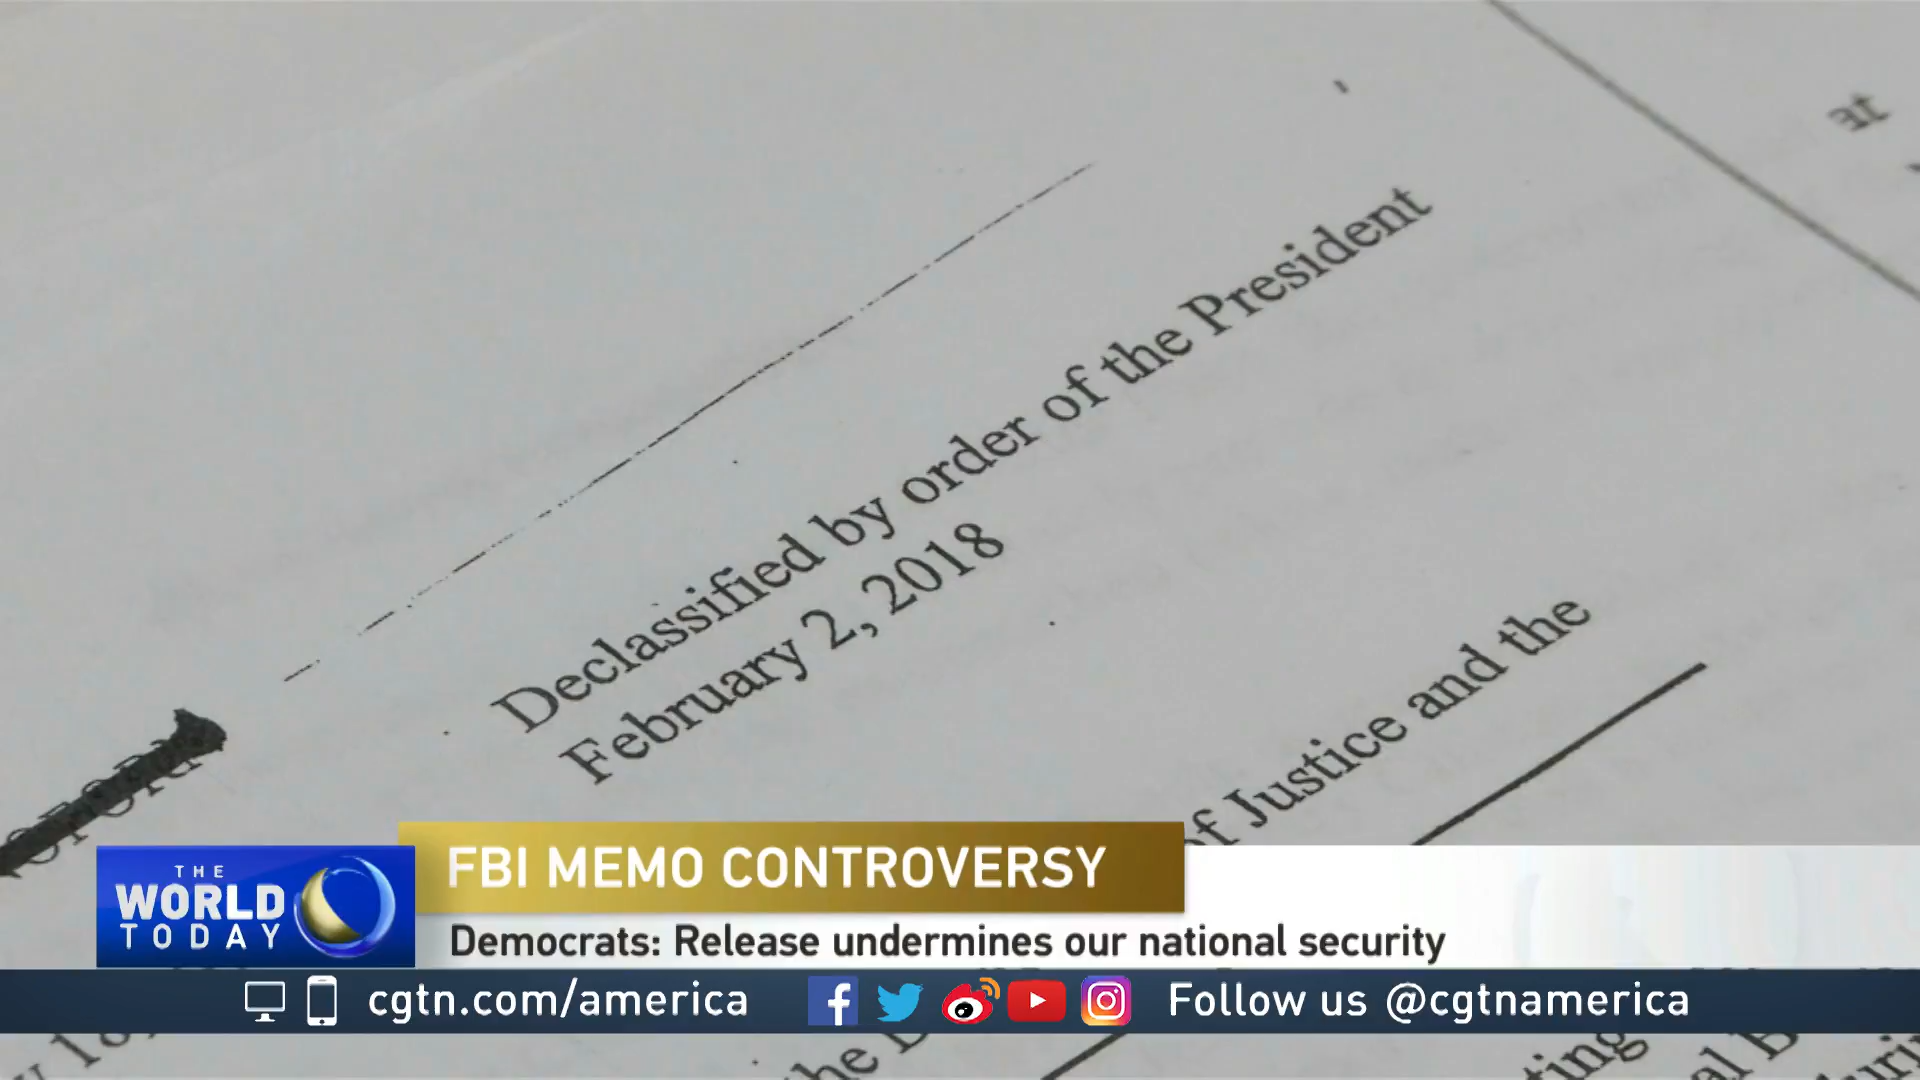 Declassified by order of the President
February 2, 2018
of Justice and the
FBI MEMO CONTROVERSY
THE
WORLD
TODAY
Democrats: Release undermines our national security
cgtn.com/america
Follow us @cgtnamerica
the